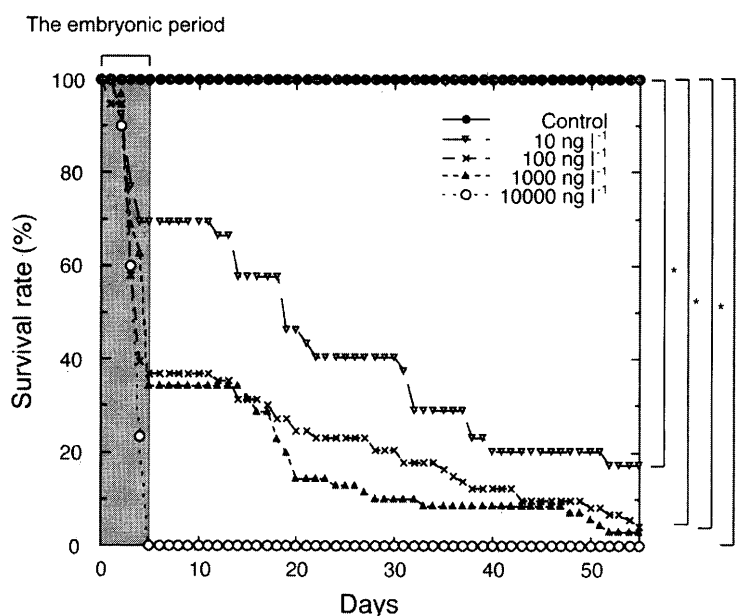 The embryonic period
100
80
60
40
20
0
Survival rate (%)
Control
10 ng l⁻¹
100 ng l⁻¹
1000 ng l⁻¹
10000 ng l⁻¹
*
*
*
0 10 20 30 40 50
Days